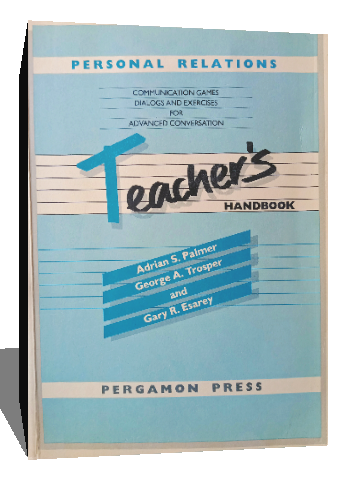 PERSONAL RELATIONS
COMMUNICATION GAMES
DIALOGS AND EXERCISES
FOR
ADVANCED CONVERSATION
Teacher's
HANDBOOK
Adrian S. Palmer
George A. Trosper
and
Gary R. Esarey
PERGAMON PRESS